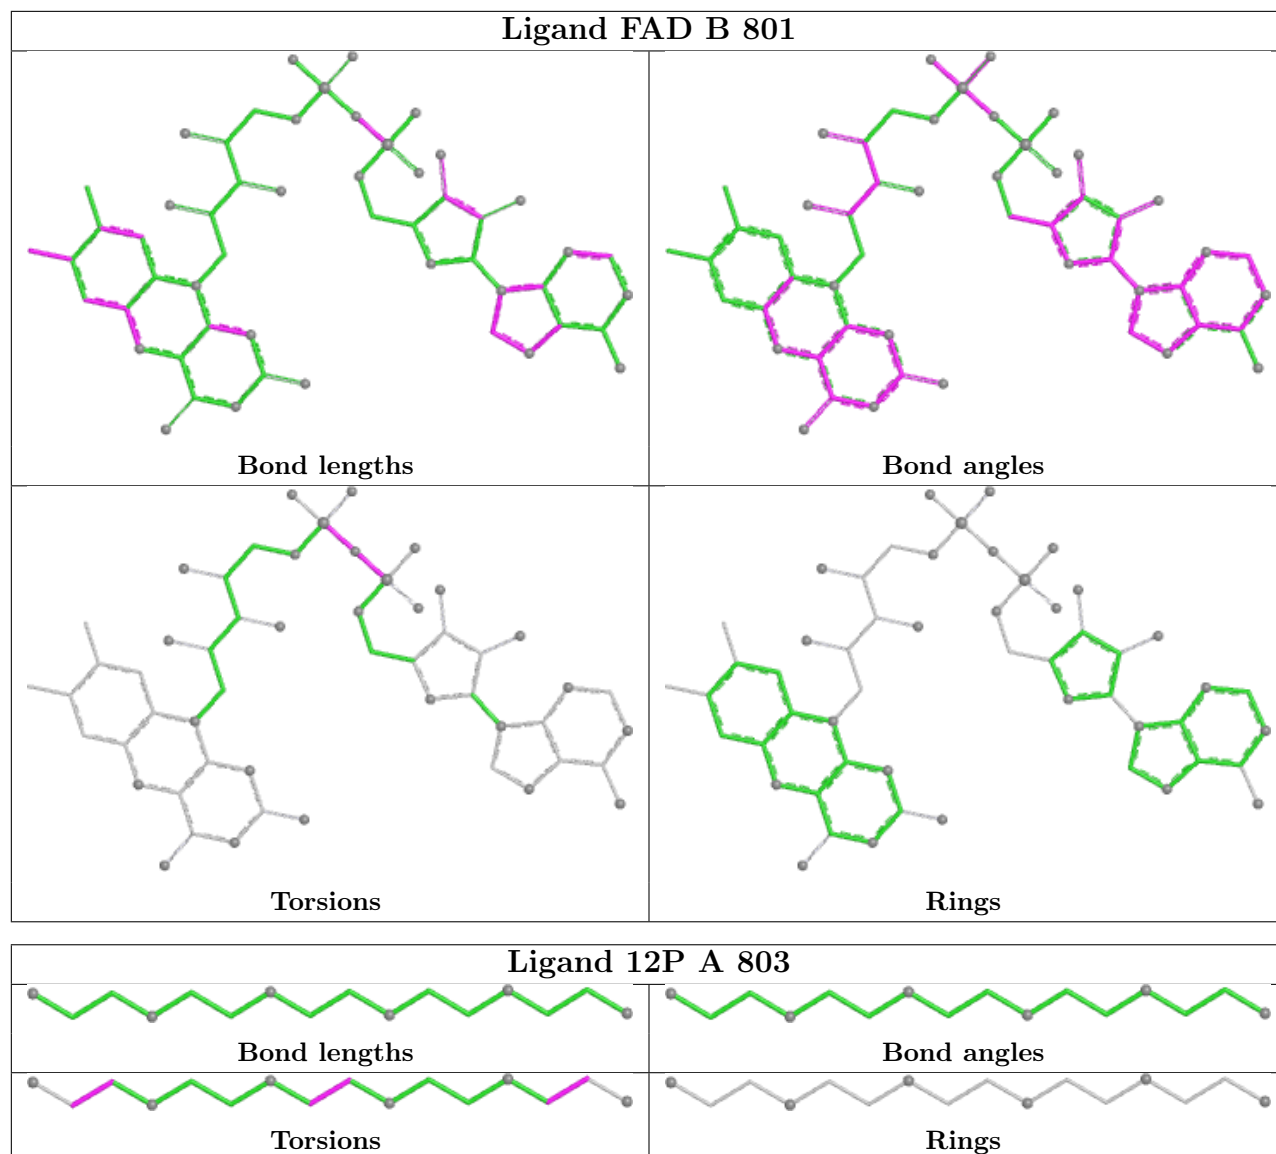 Ligand FAD B 801
Bond lengths
Bond angles
Torsions
Rings
Ligand 12P A 803
Bond lengths
Bond angles
Torsions
Rings